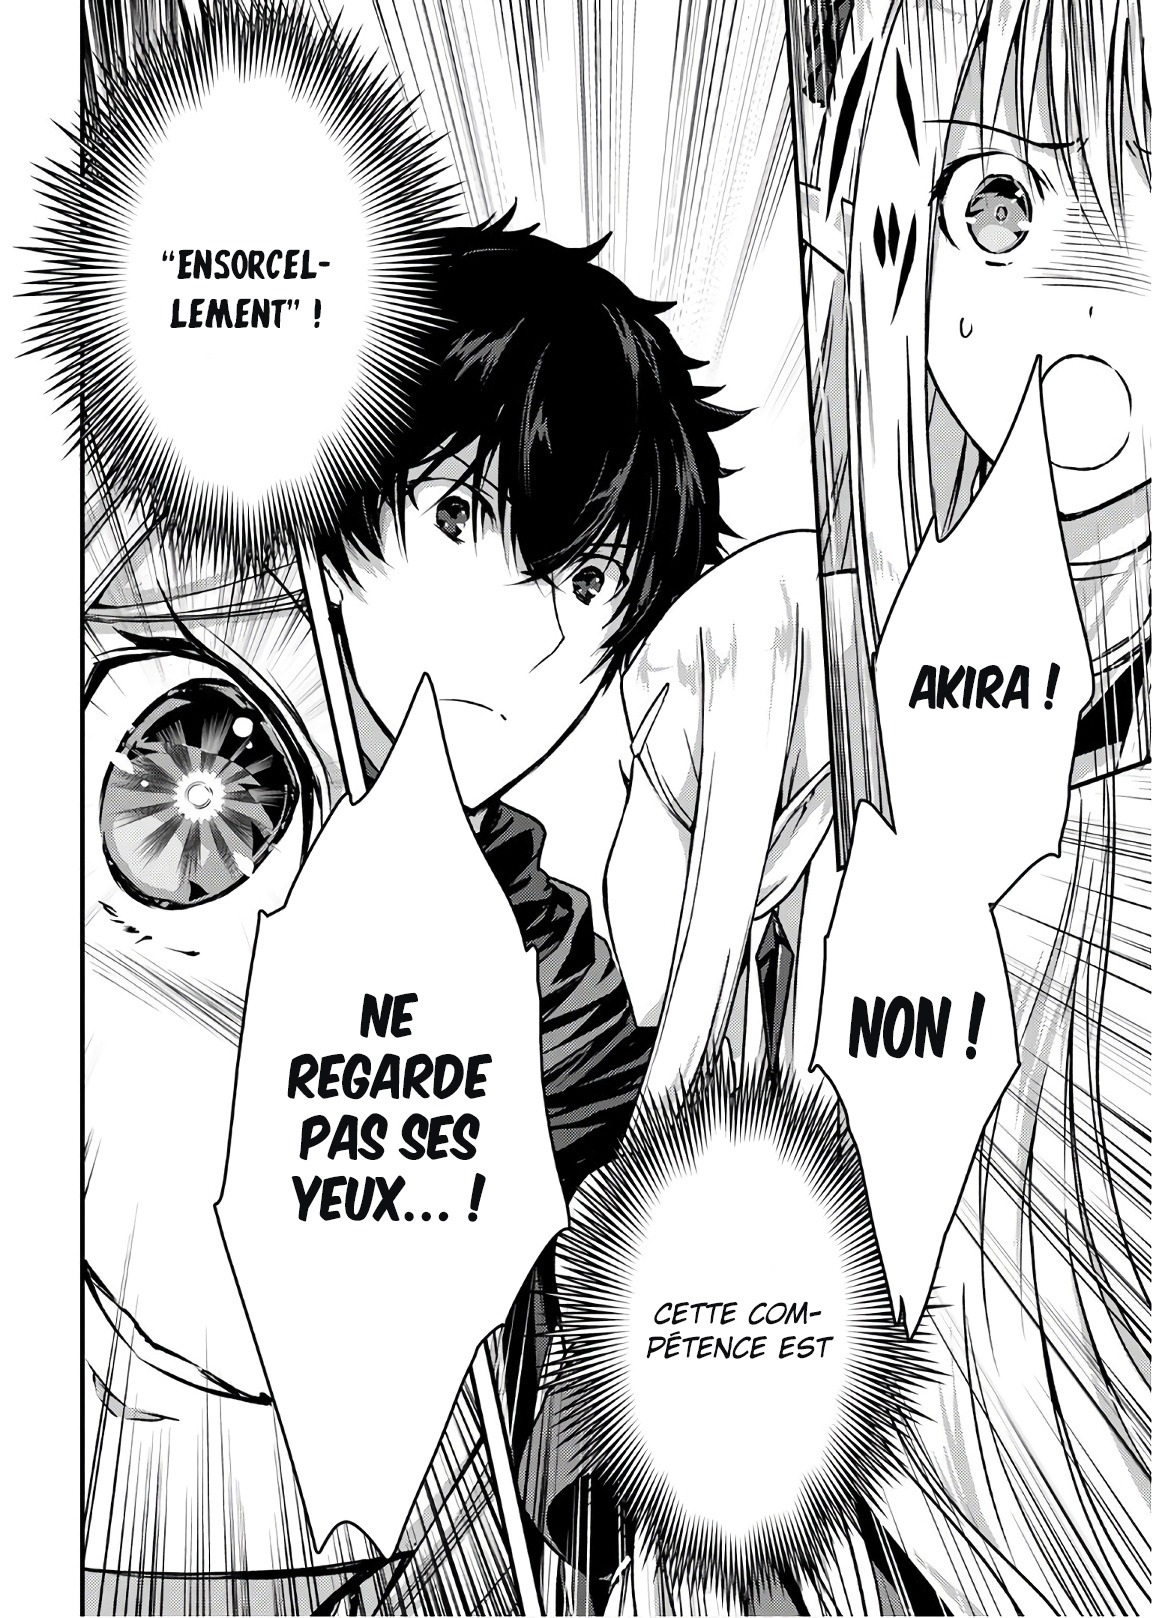 AKIRA !
NON !
NE
REGARDE
PAS SES
YEUX... !
CETTE COM-
PÉTENCE EST
“ENSORCEL-
LEMENT” !